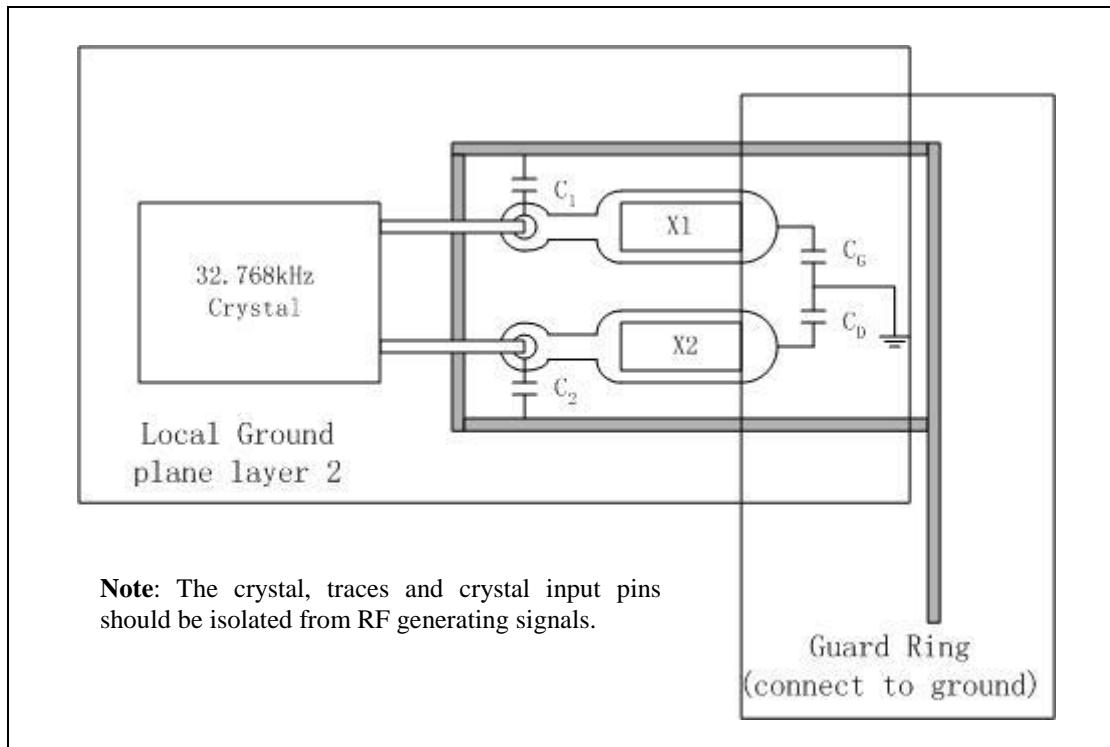 C1
X1
32.768kHz
Crystal
CG
CD
X2
C2
Local Ground
plane layer 2
Note: The crystal, traces and crystal input pins
should be isolated from RF generating signals.
Guard Ring
(connect to ground)